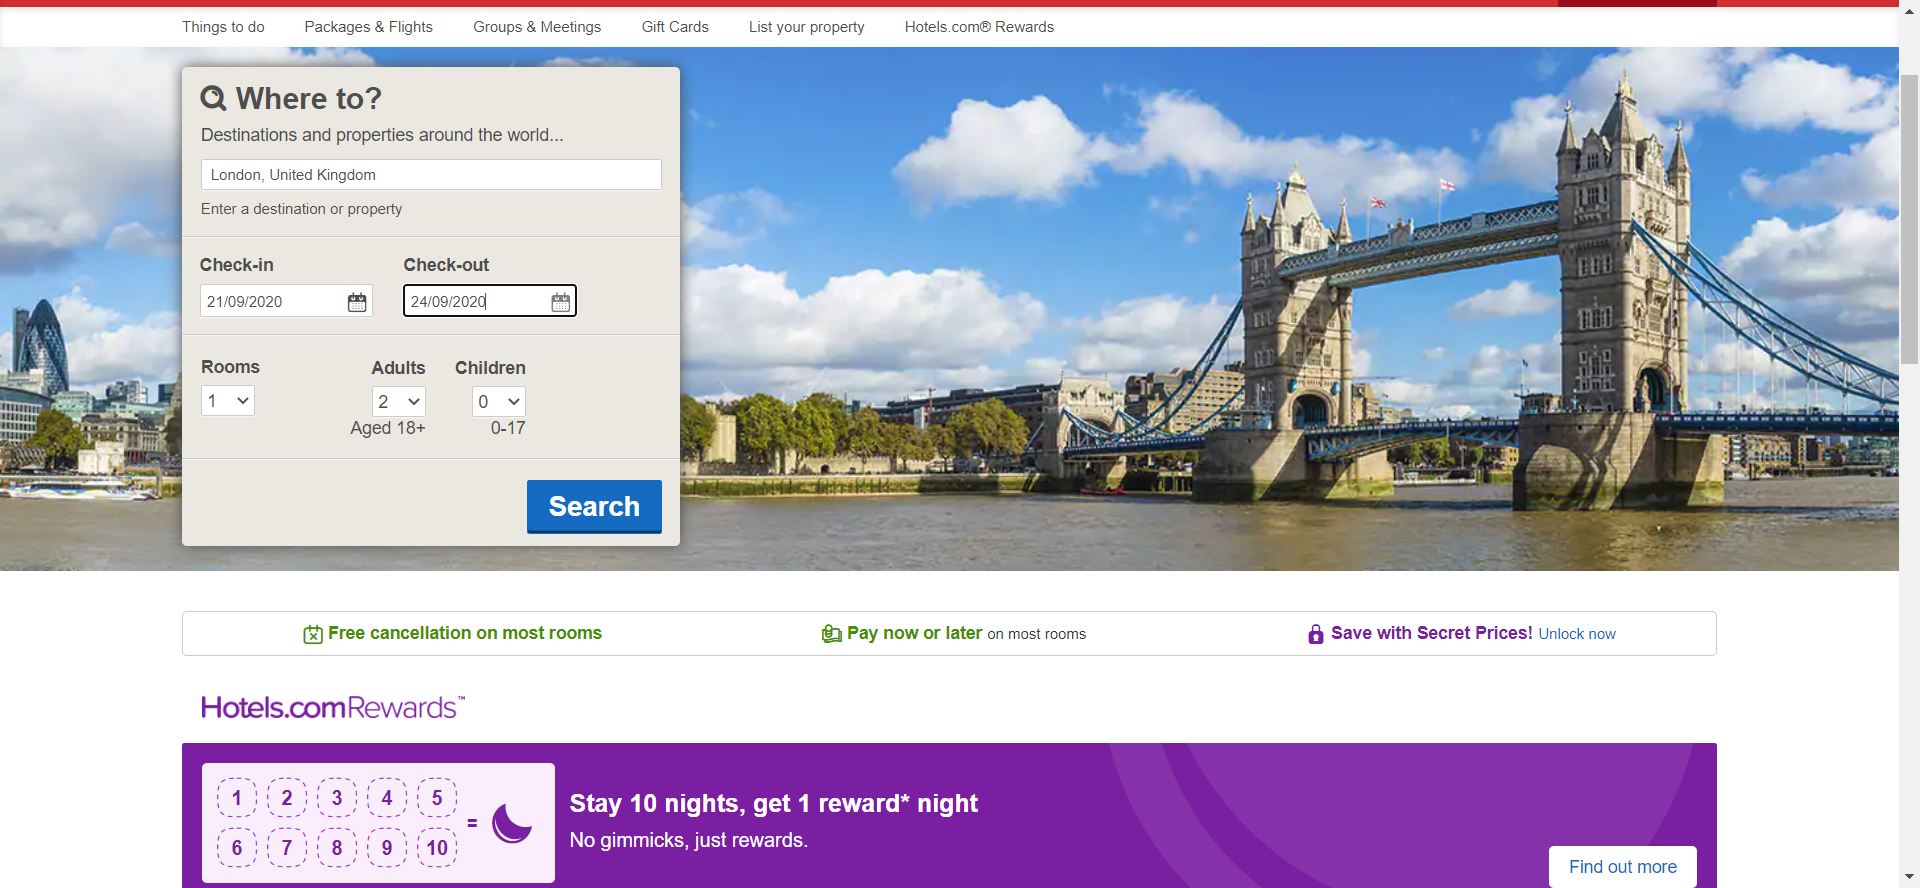 Things to do
Packages & Flights
Groups & Meetings
Gift Cards
List your property
Hotels.com® Rewards
Where to?
Destinations and properties around the world...
London, United Kingdom
Enter a destination or property
Check-in
Check-out
21/09/2020
24/09/2020
Rooms
Adults
Children
1
2
0
Aged 18+
0-17
Search
Free cancellation on most rooms
Pay now or later on most rooms
Save with Secret Prices! Unlock now
Hotels.com Rewards™
1 2 3 4 5
=
6 7 8 9 10
Stay 10 nights, get 1 reward* night
No gimmicks, just rewards.
Find out more